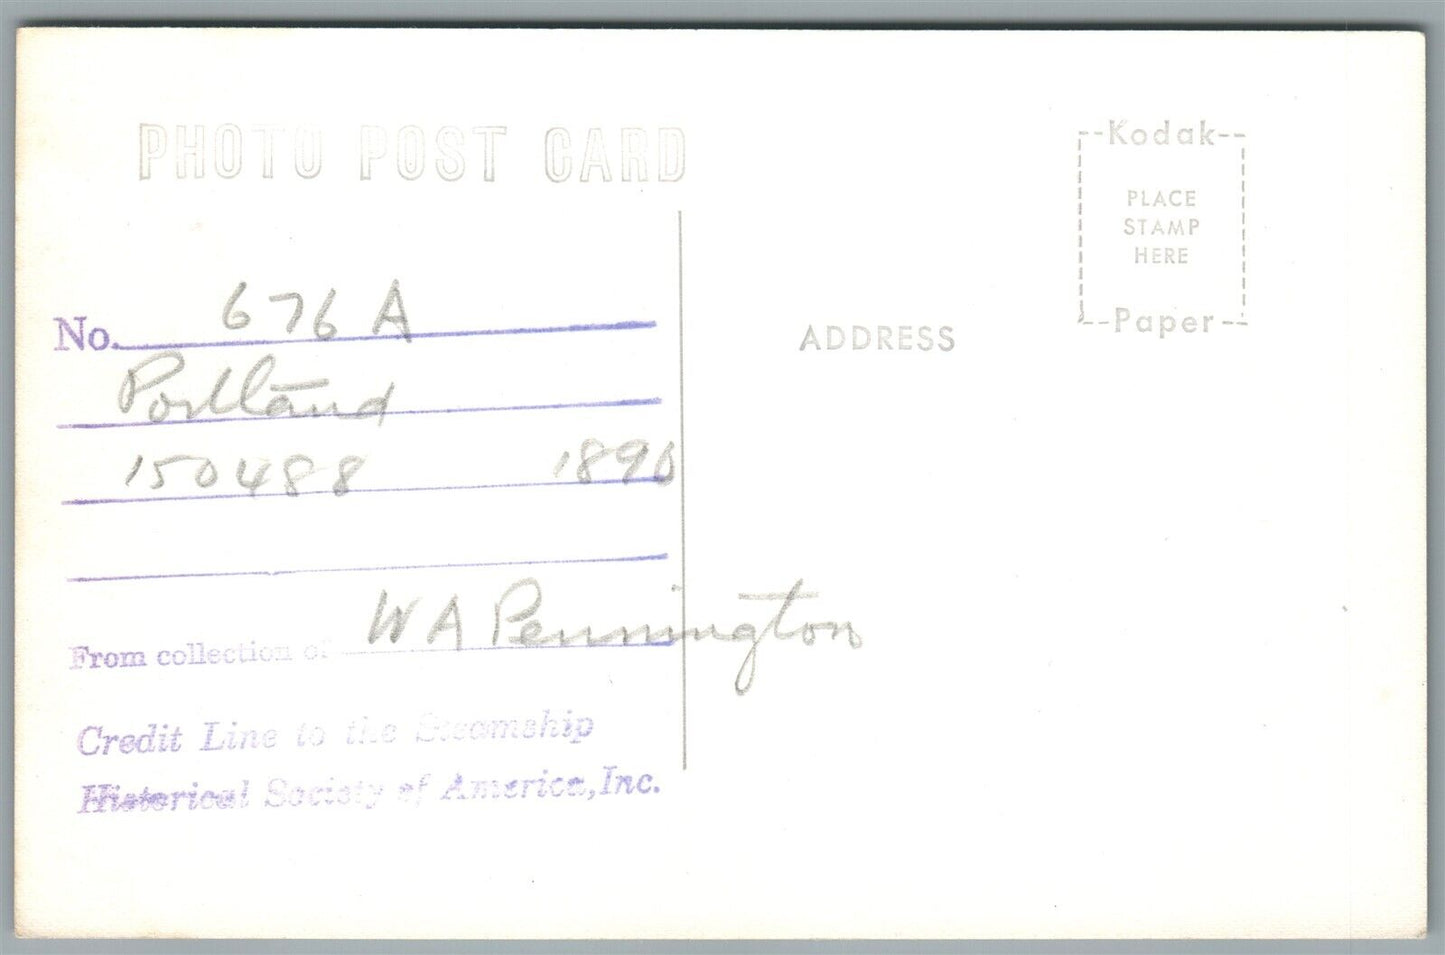 PHOTO POST CARD
--Kodak--
PLACE
STAMP
HERE
--Paper--
ADDRESS
No. 676 A
Portland
150488 1890
From collection of W A Pennington
Credit Line to the Steamship
Historical Society of America, Inc.